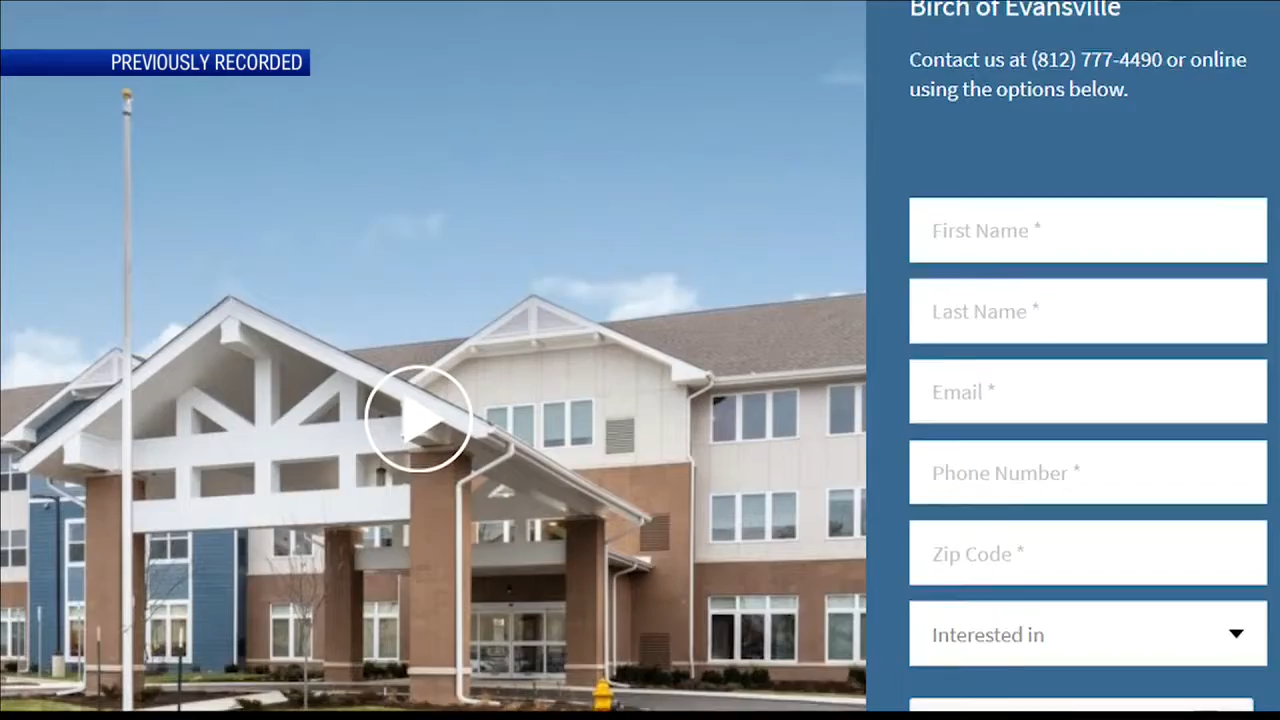 PREVIOUSLY RECORDED
Birch of Evansville
Contact us at (812) 777-4490 or online
using the options below.
First Name *
Last Name *
Email *
Phone Number *
Zip Code *
Interested in